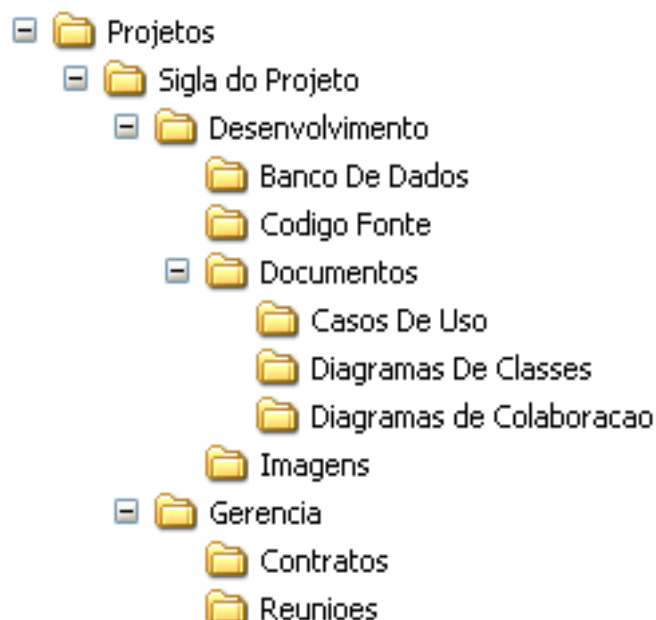 Projetos
Sigla do Projeto
Desenvolvimento
Banco De Dados
Codigo Fonte
Documentos
Casos De Uso
Diagramas De Classes
Diagramas de Colaboracao
Imagens
Gerencia
Contratos
Reunioes